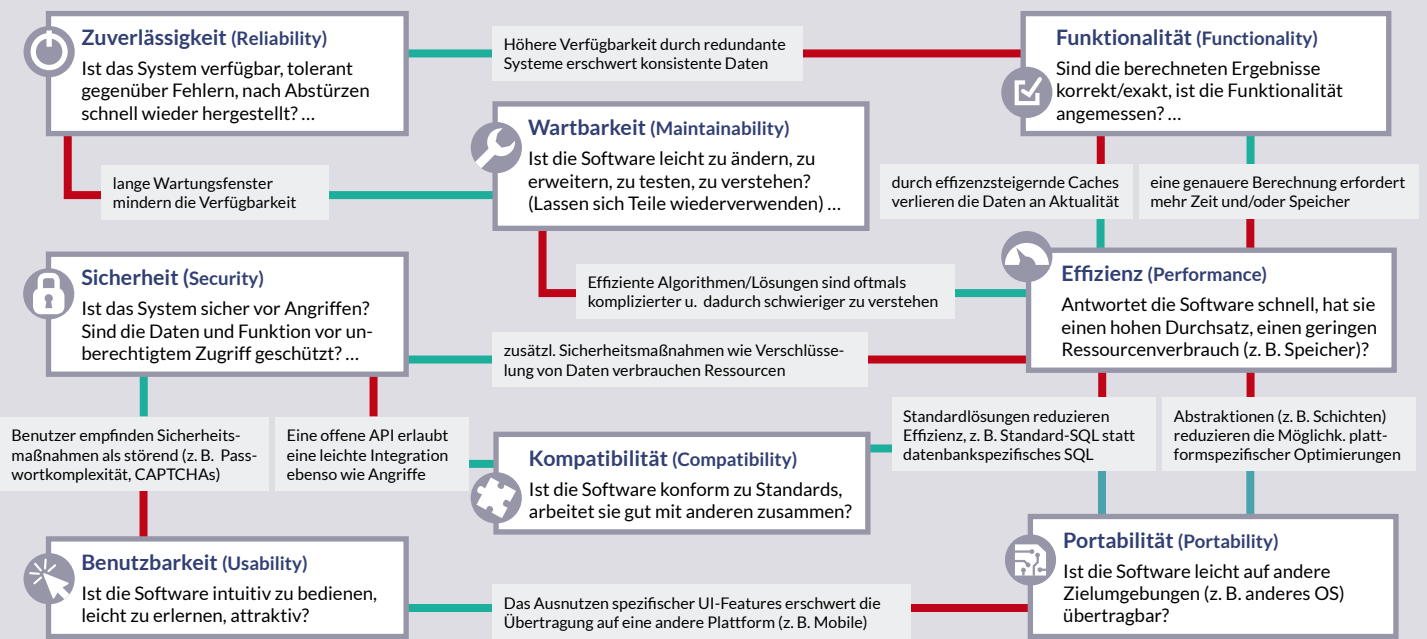 Zuverlässigkeit (Reliability)
Ist das System verfügbar, tolerant
gegenüber Fehlern, nach Abstürzen
schnell wieder hergestellt? ...
Höhere Verfügbarkeit durch redundante
Systeme erschwert konsistente Daten
Funktionalität (Functionality)
Sind die berechneten Ergebnisse
korrekt/exakt, ist die Funktionalität
angemessen? ...
Wartbarkeit (Maintainability)
Ist die Software leicht zu ändern, zu
erweitern, zu testen, zu verstehen?
(Lassen sich Teile wiederverwenden) ...
lange Wartungsfenster
mindern die Verfügbarkeit
durch effizenzsteigernde Caches
verlieren die Daten an Aktualität
eine genauere Berechnung erfordert
mehr Zeit und/oder Speicher
Sicherheit (Security)
Ist das System sicher vor Angriffen?
Sind die Daten und Funktion vor un-
berechtigtem Zugriff geschützt? ...
Effiziente Algorithmen/Lösungen sind oftmals
komplizierter u. dadurch schwieriger zu verstehen
Effizienz (Performance)
Antwortet die Software schnell, hat sie
einen hohen Durchsatz, einen geringen
Ressourcenverbrauch (z. B. Speicher)?
zusätzl. Sicherheitsmaßnahmen wie Verschlüsse-
lung von Daten verbrauchen Ressourcen
Benutzer empfinden Sicherheits-
maßnahmen als störend (z. B. Pass-
wortkomplexität, CAPTCHAs)
Eine offene API erlaubt
eine leichte Integration
ebenso wie Angriffe
Kompatibilität (Compatibility)
Ist die Software konform zu Standards,
arbeitet sie gut mit anderen zusammen?
Standardlösungen reduzieren
Effizienz, z. B. Standard-SQL statt
datenbankspezifisches SQL
Abstraktionen (z. B. Schichten)
reduzieren die Möglichk. platt-
formspezifischer Optimierungen
Benutzbarkeit (Usability)
Ist die Software intuitiv zu bedienen,
leicht zu erlernen, attraktiv?
Das Ausnutzen spezifischer UI-Features erschwert die
Übertragung auf eine andere Plattform (z. B. Mobile)
Portabilität (Portability)
Ist die Software leicht auf andere
Zielumgebungen (z. B. anderes OS)
übertragbar?